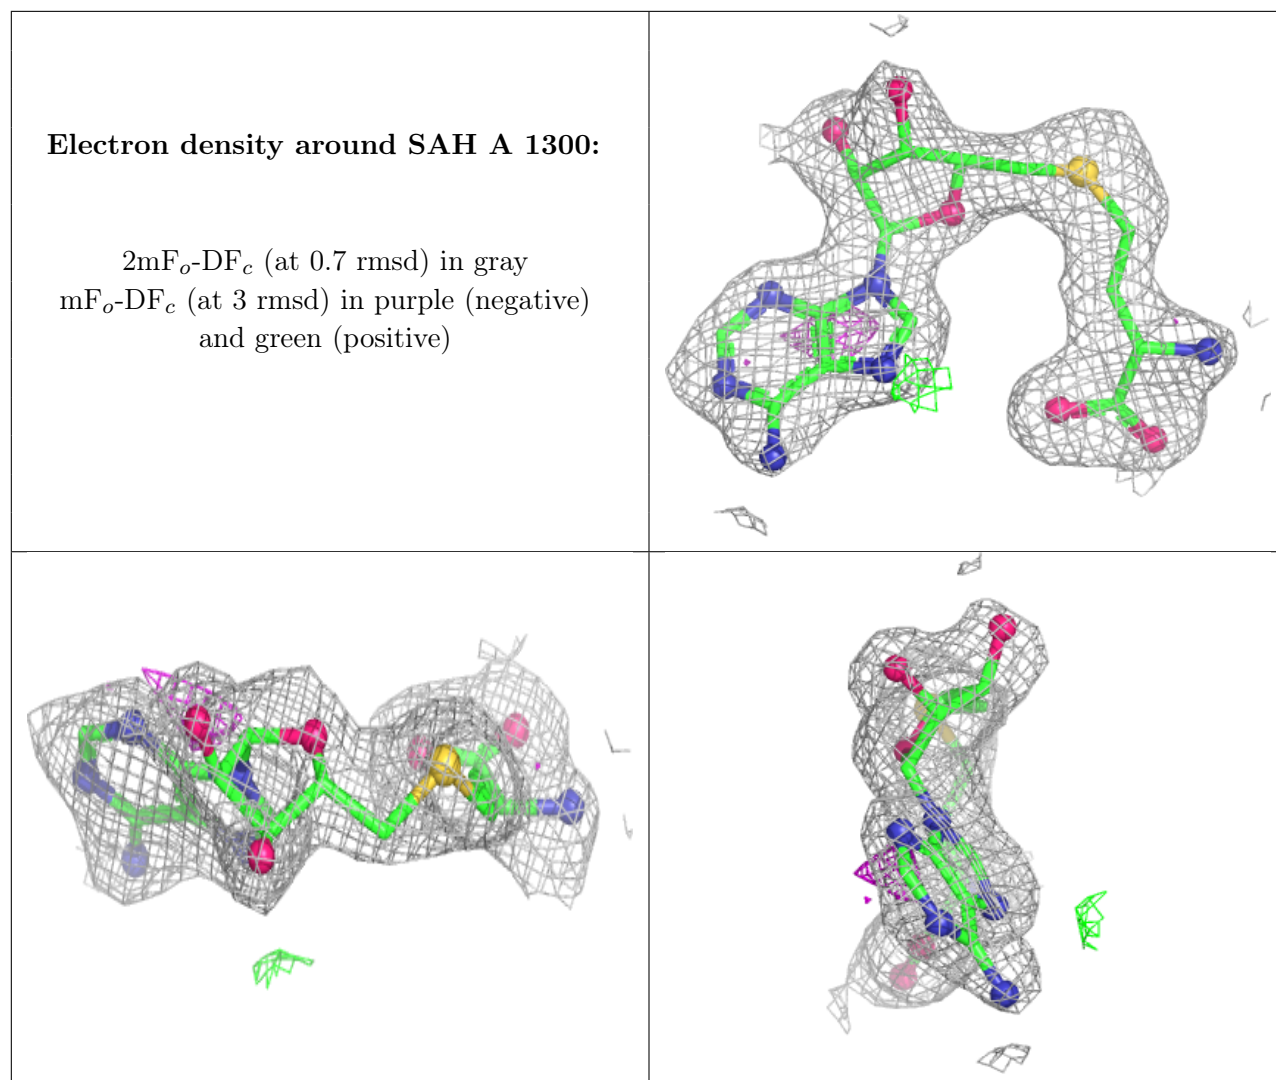 Electron density around SAH A 1300:
2mFo-DFc (at 0.7 rmsd) in gray
mFo-DFc (at 3 rmsd) in purple (negative)
and green (positive)